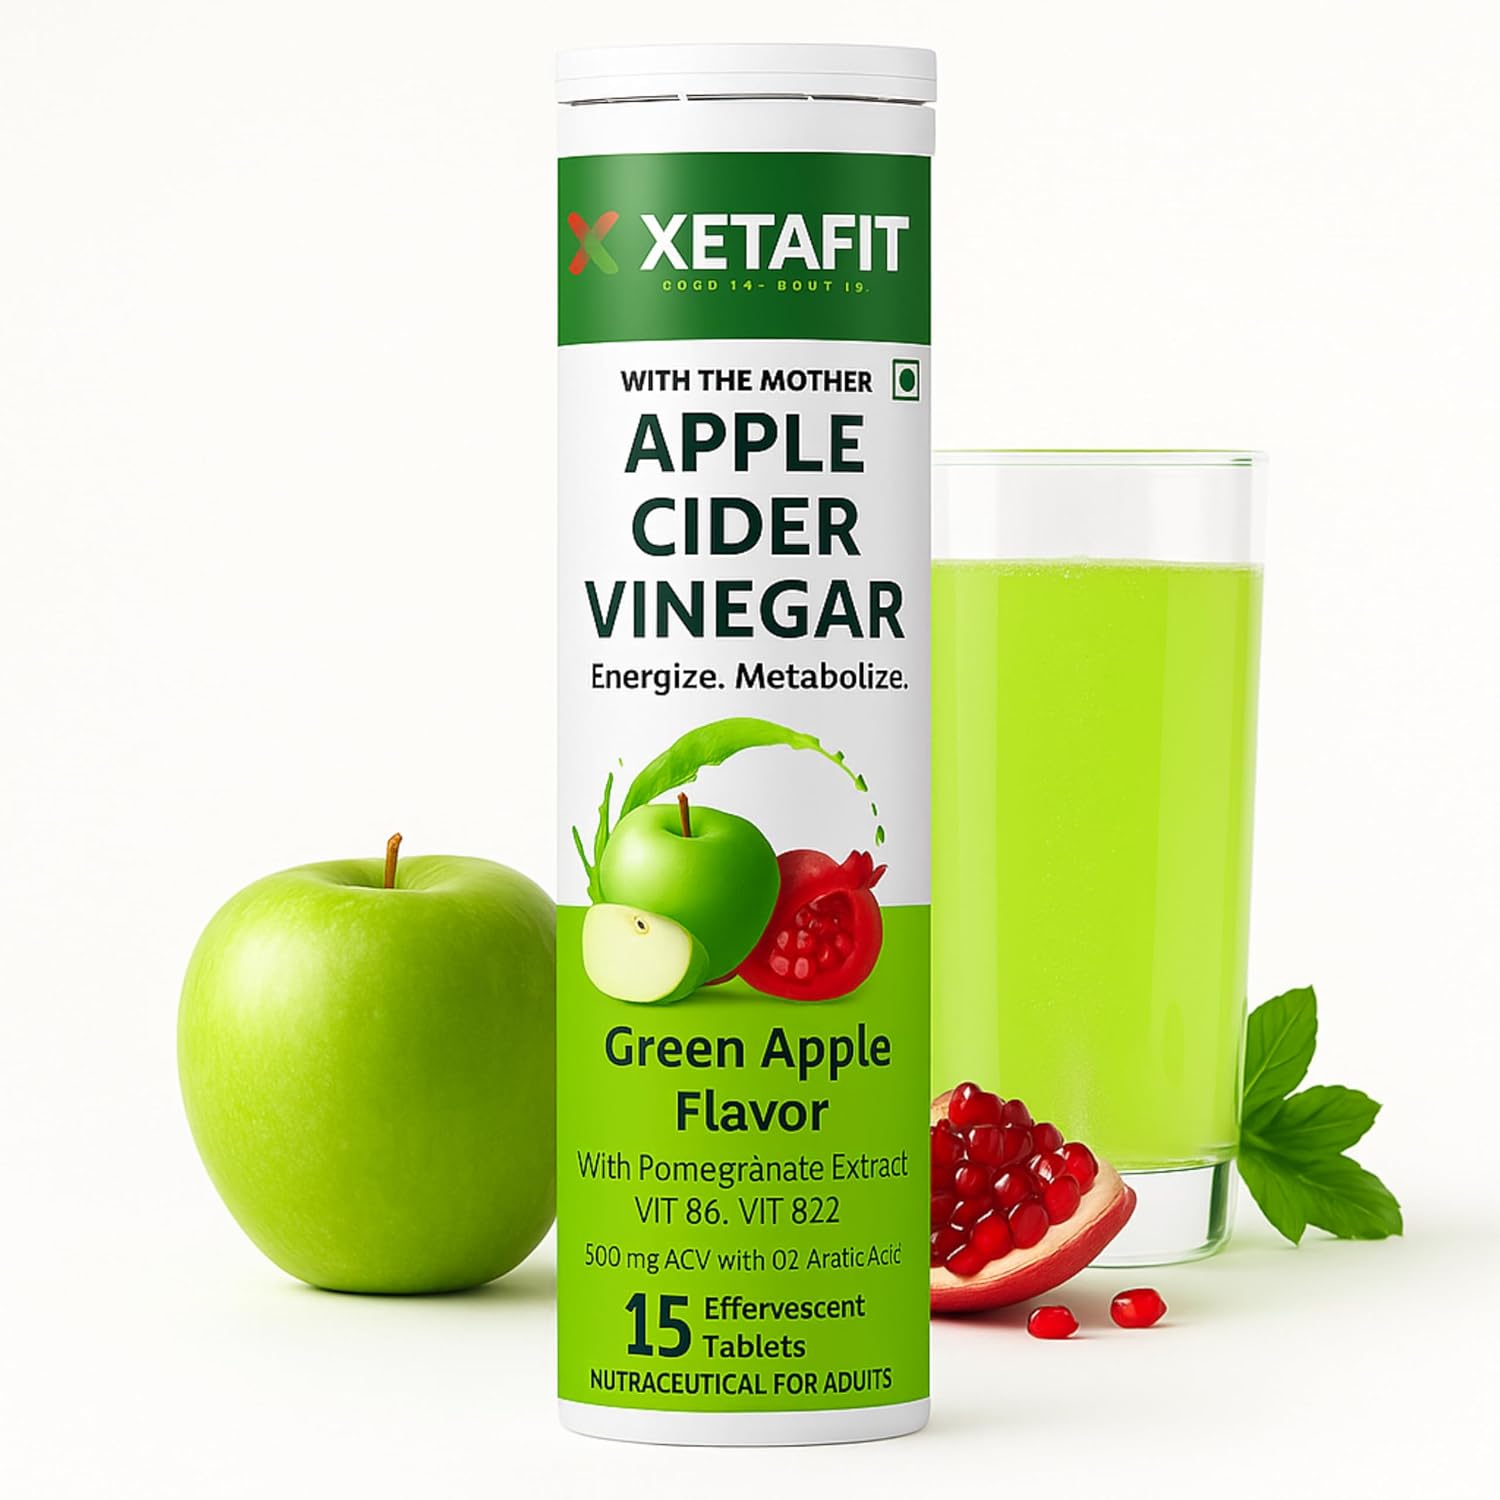 XETAFIT
COGD 14- BOUT 19.
WITH THE MOTHER
APPLE
CIDER
VINEGAR
Energize. Metabolize.
Green Apple
Flavor
With Pomegrànate Extract
VIT 86. VIT 822
500 mg ACV with 02 Aratic Acid
15 Effervescent
Tablets
NUTRACEUTICAL FOR ADUITS